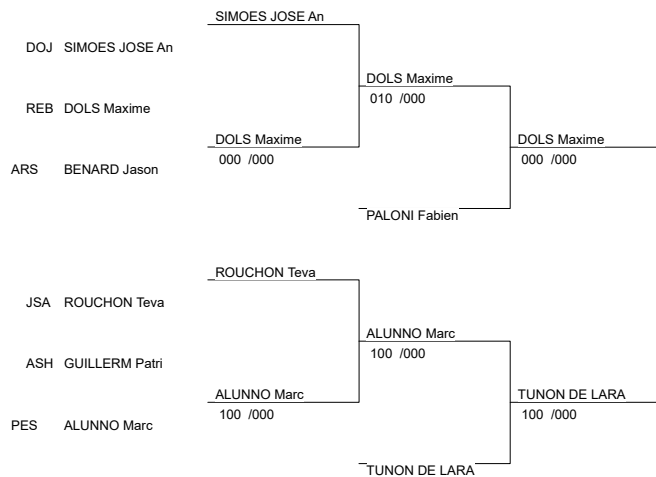 SIMOES JOSE An
DOJ SIMOES JOSE An
DOLS Maxime
010 /000
REB DOLS Maxime
DOLS Maxime
000 /000
DOLS Maxime
000 /000
ARS BENARD Jason
PALONI Fabien
ROUCHON Teva
JSA ROUCHON Teva
ALUNNO Marc
100 /000
ASH GUILLERM Patri
ALUNNO Marc
100 /000
TUNON DE LARA
100 /000
PES ALUNNO Marc
TUNON DE LARA